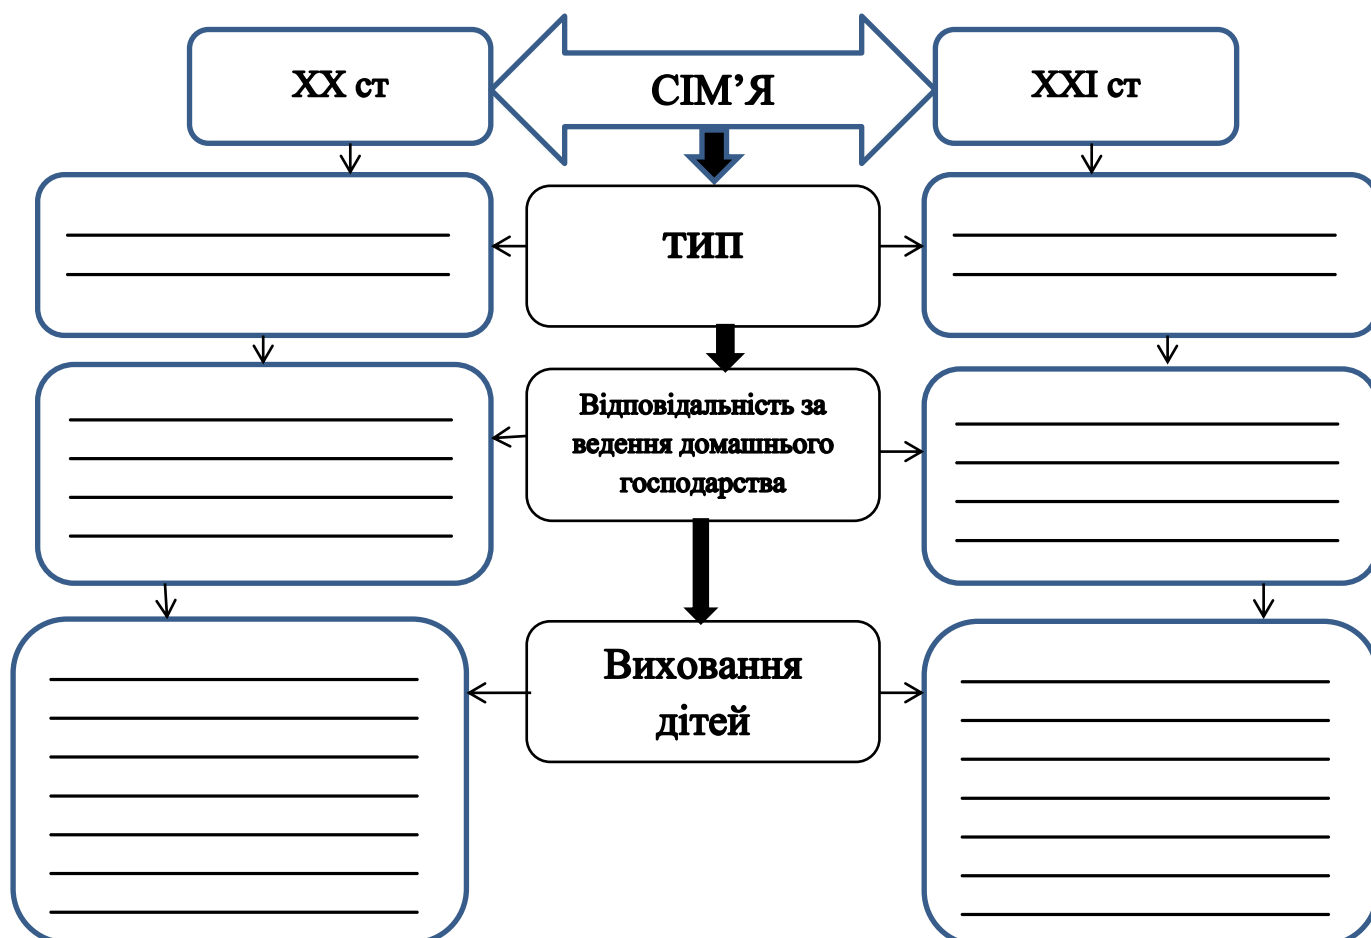 ХХ ст
СІМ’Я
ХХІ ст
ТИП
Відповідальність за
ведення домашнього
господарства
Виховання
дітей